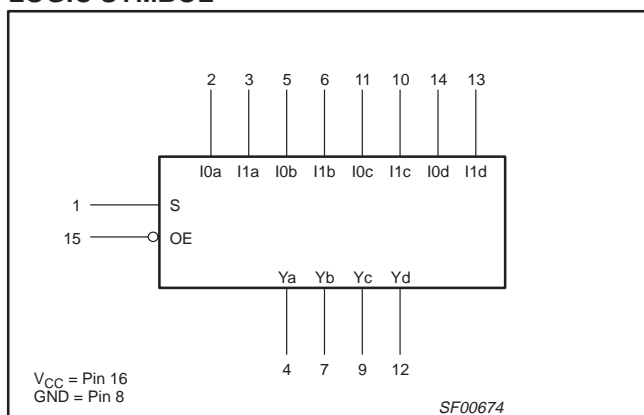 LOGIC SYMBOL
2 3 5 6 11 10 14 13
I0a I1a I0b I1b I0c I1c I0d I1d
1 S
15 OE
Ya Yb Yc Yd
4 7 9 12
VCC = Pin 16
GND = Pin 8
SF00674